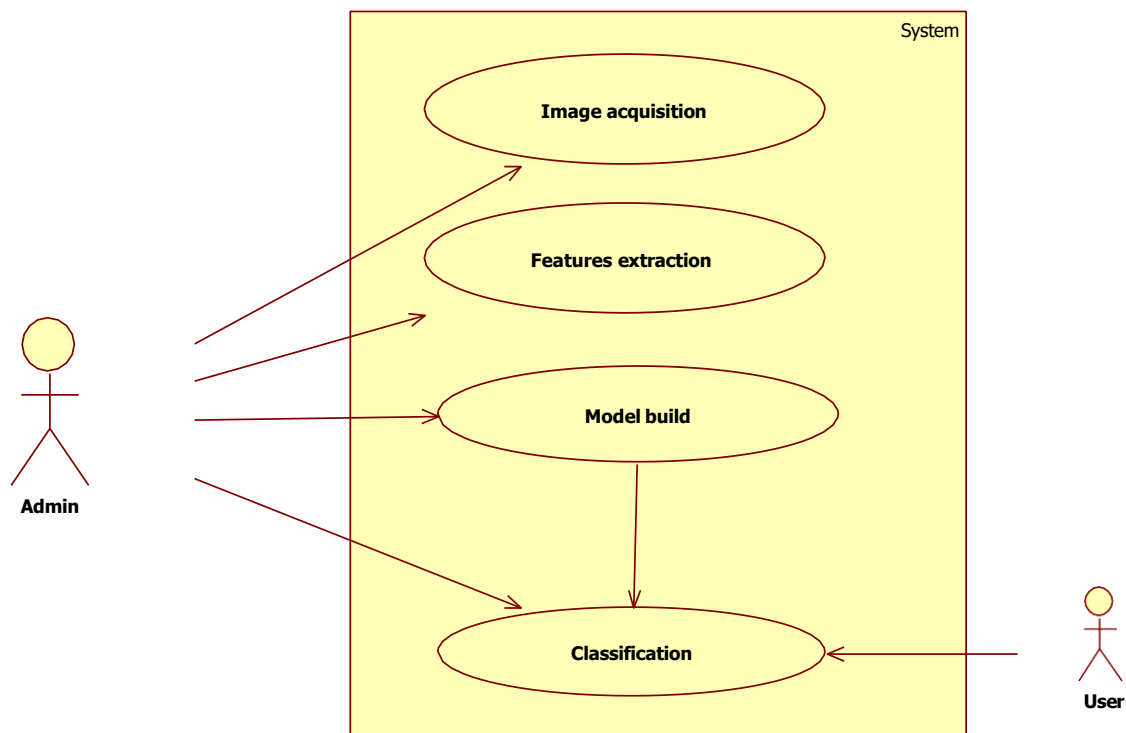 System
Image acquisition
Features extraction
Model build
Admin
Classification
User